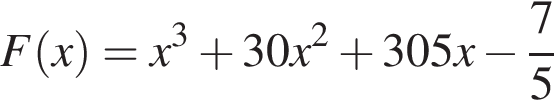 $F(x) = x^3 + 30x^2 + 305x - \frac{7}{5}$